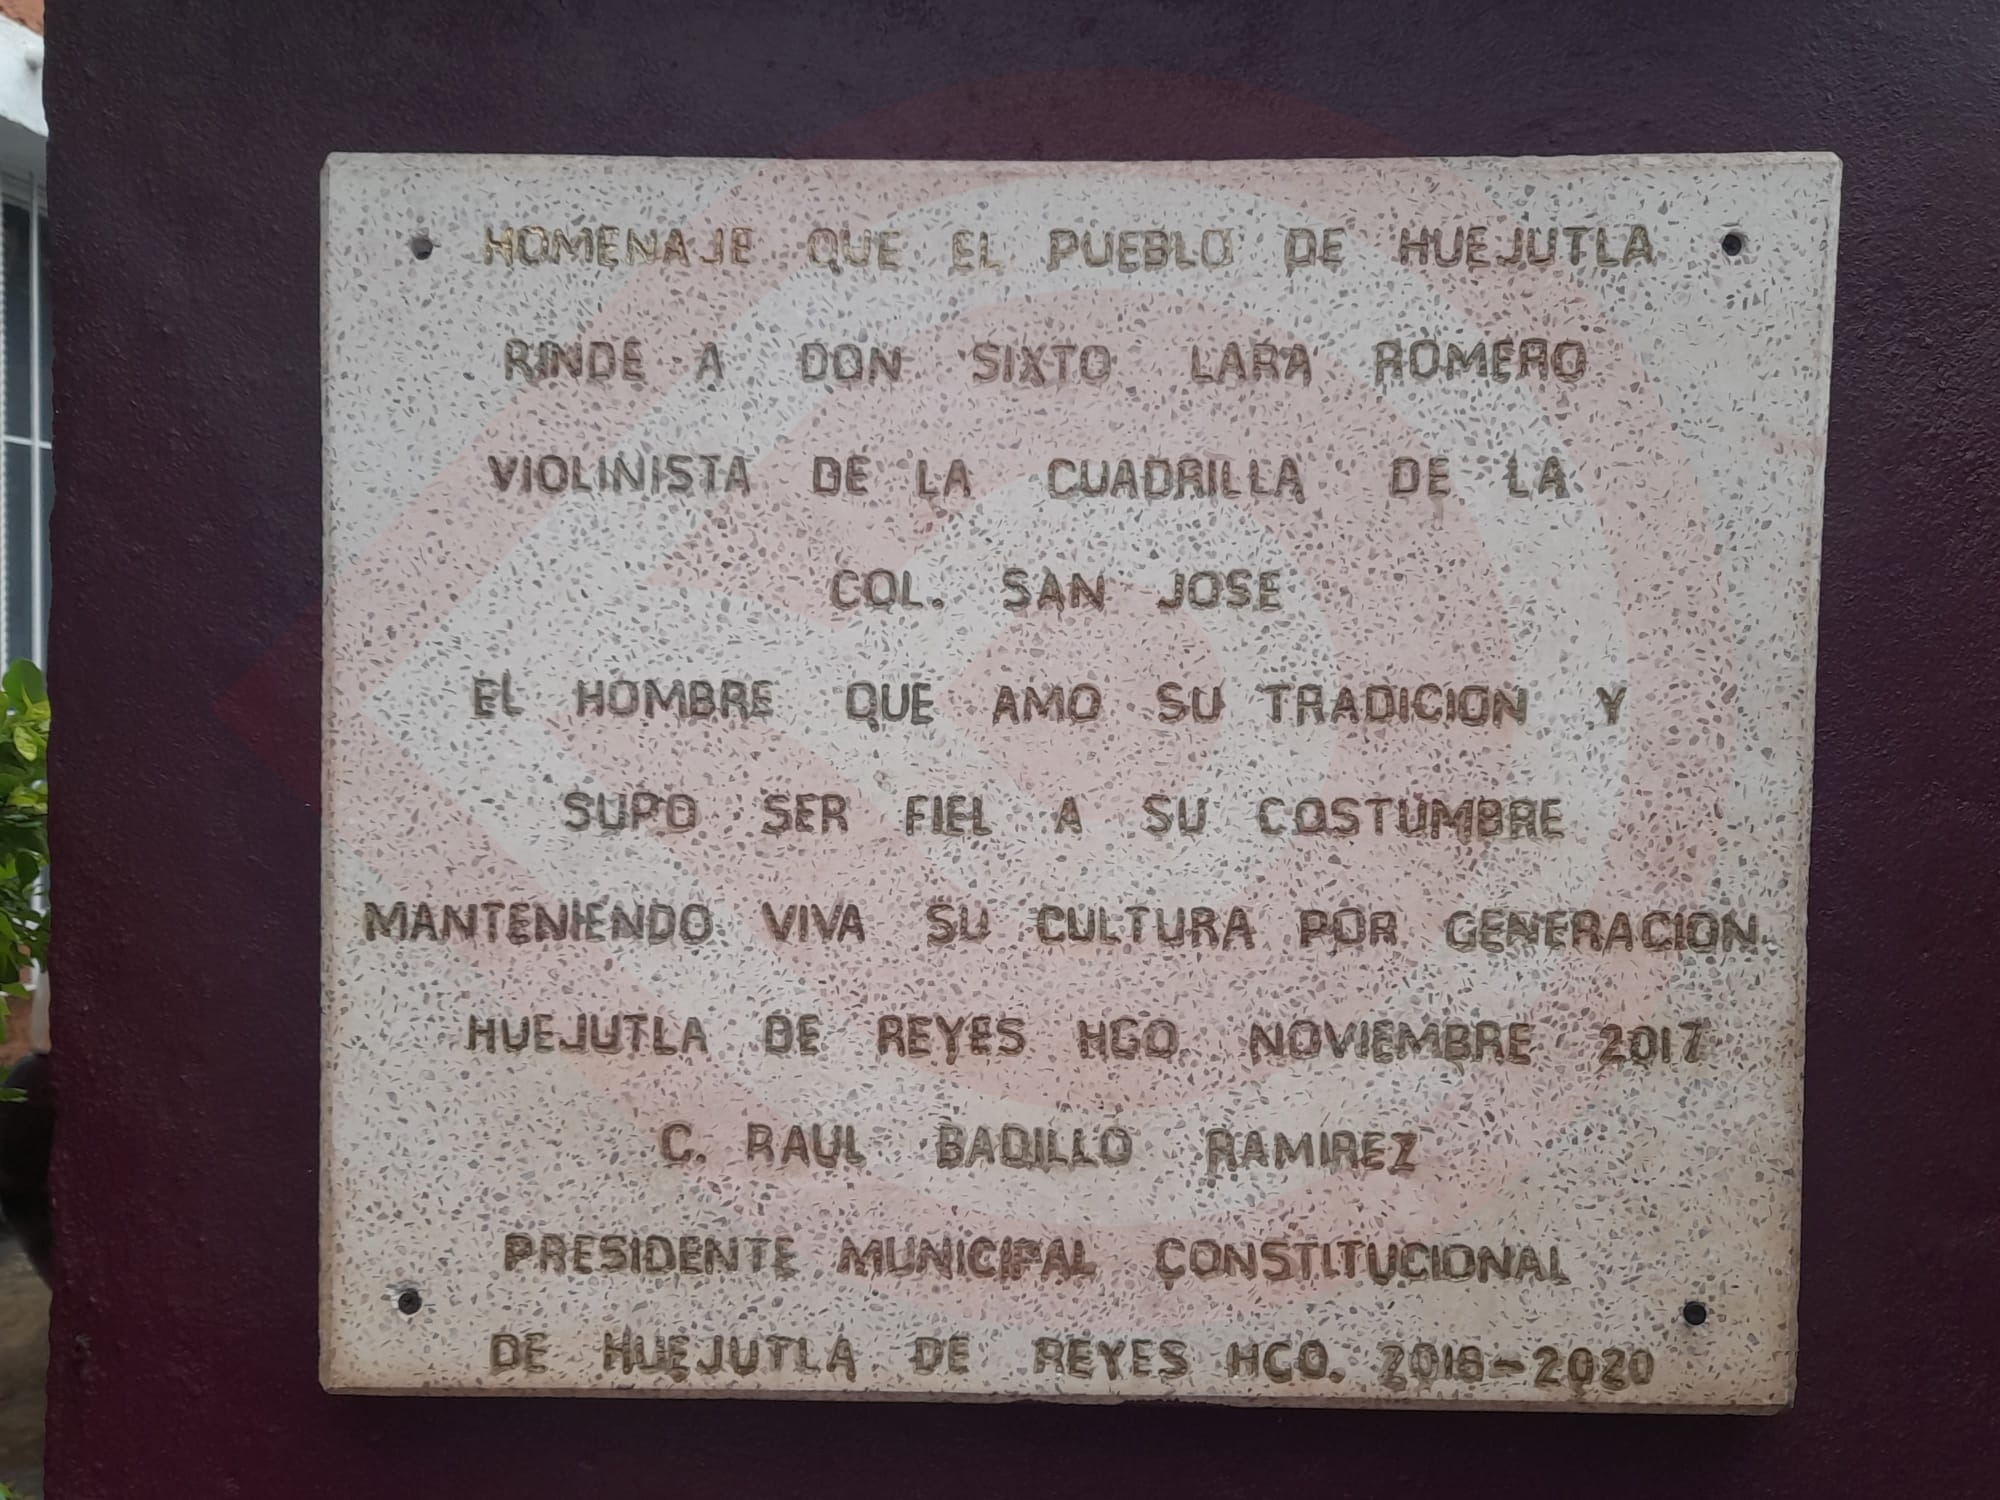 HOMENAJE QUE EL PUEBLO DE HUEJUTLA
RINDE A DON SIXTO LARA ROMERO
VIOLINISTA DE LA CUADRILLA DE LA
COL. SAN JOSE
EL HOMBRE QUE AMO SU TRADICION Y
SUPO SER FIEL A SU COSTUMBRE
MANTENIENDO VIVA SU CULTURA POR GENERACION.
HUEJUTLA DE REYES HGO NOVIEMBRE 2017
C. RAUL BADILLO RAMIREZ
PRESIDENTE MUNICIPAL CONSTITUCIONAL
DE HUEJUTLA DE REYES HGO. 2016-2020